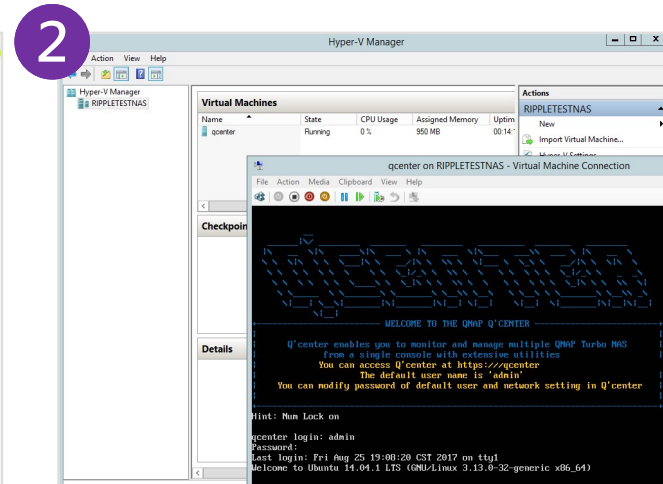 2
Hyper-V Manager
Action View Help
Hyper-V Manager
RIPPLETESTNAS
Virtual Machines
Name State CPU Usage Assigned Memory Uptim
qcenter Running 0 % 950 MB 00:14:
Actions
RIPPLETESTNAS
New
Import Virtual Machine...
Hyper-V Settings
qcenter on RIPPLETESTNAS - Virtual Machine Connection
File Action Media Clipboard View Help
Checkpoin
Details
WELCOME TO THE QNAP Q'CENTER
Q'center enables you to monitor and manage multiple QNAP Turbo NAS
from a single console with extensive utilities
You can access Q'center at https:///qcenter
The default user name is 'admin'
You can modify password of default user and network setting in Q'center
Hint: Num Lock on
qcenter login: admin
Password:
Last login: Fri Aug 25 19:08:20 CST 2017 on tty1
Welcome to Ubuntu 14.04.1 LTS (GNU/Linux 3.13.0-32-generic x86_64)